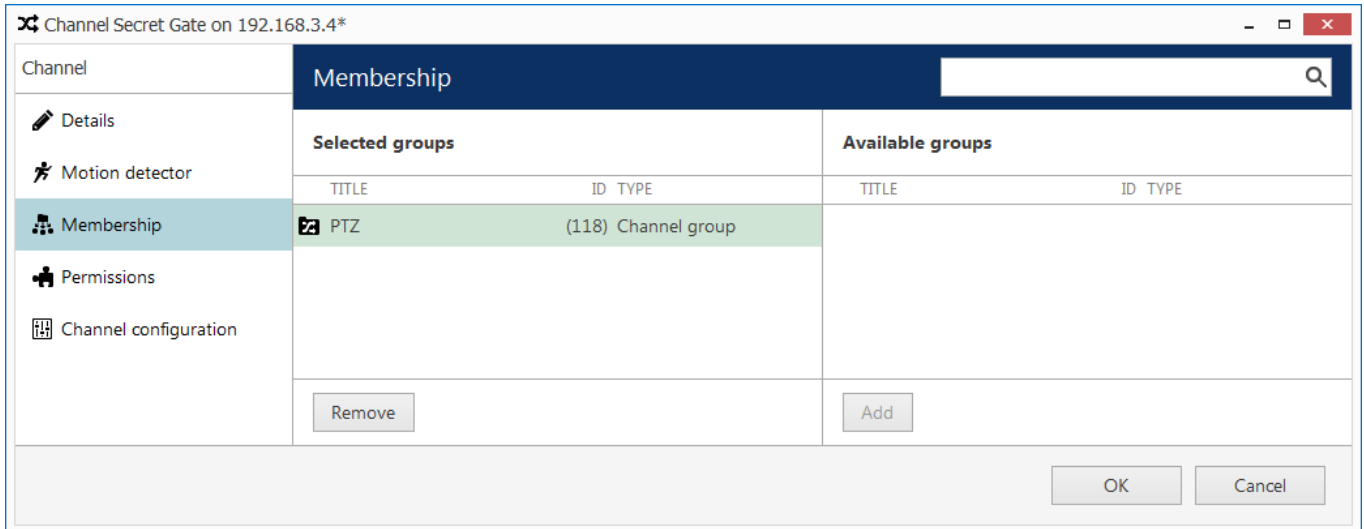 Channel Secret Gate on 192.168.3.4*
Channel
Details
Motion detector
Membership
Permissions
Channel configuration
Membership
Selected groups
TITLE ID TYPE
PTZ (118) Channel group
Remove
Available groups
TITLE ID TYPE
Add
OK Cancel